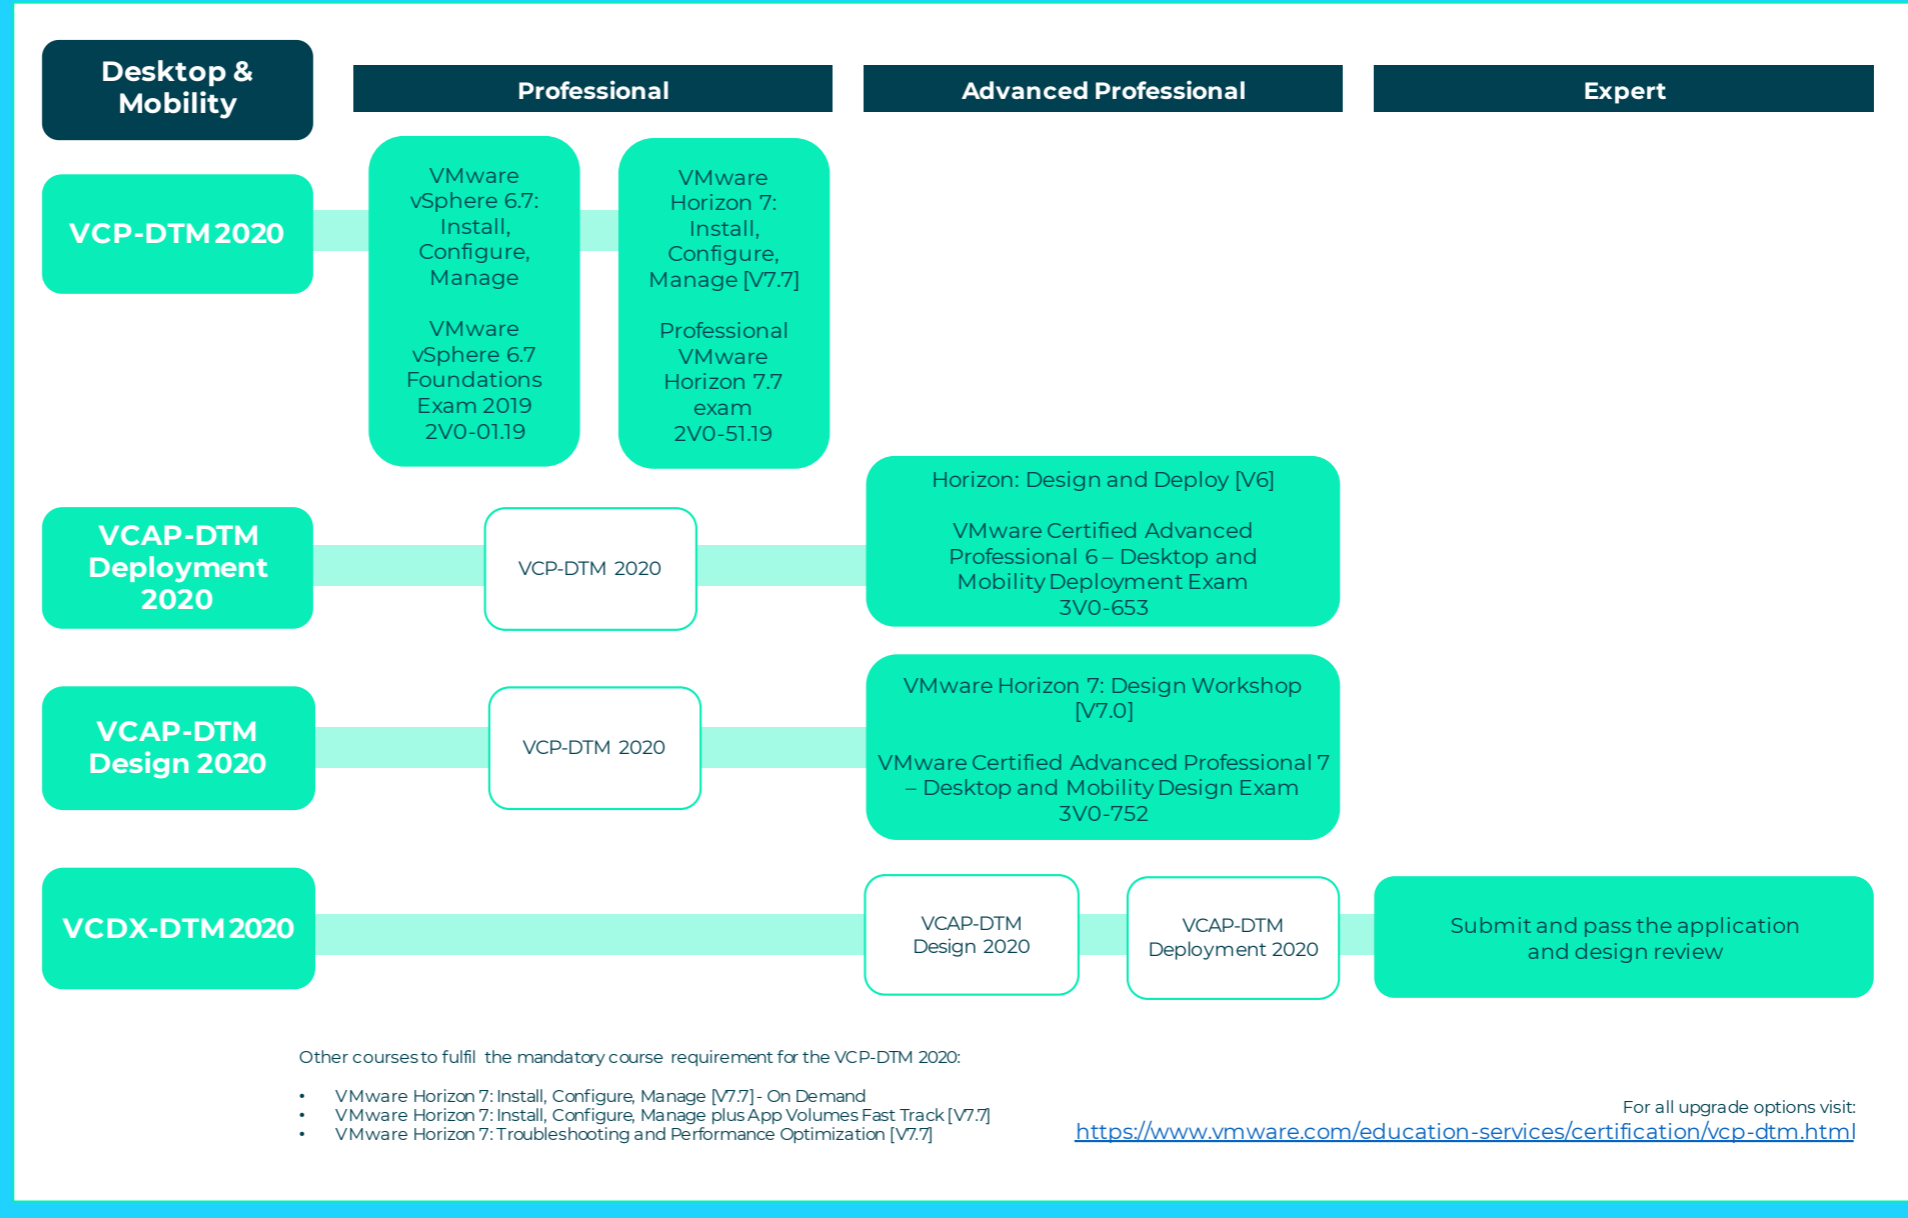 Desktop &
Mobility
Professional
Advanced Professional
Expert
VCP-DTM 2020
VMware
vSphere 6.7:
Install,
Configure,
Manage
VMware
vSphere 6.7
Foundations
Exam 2019
2V0-01.19
VMware
Horizon 7:
Install,
Configure,
Manage [V7.7]
Professional
VMware
Horizon 7.7
exam
2V0-51.19
VCAP-DTM
Deployment
2020
VCP-DTM 2020
Horizon: Design and Deploy [V6]
VMware Certified Advanced
Professional 6 – Desktop and
Mobility Deployment Exam
3V0-653
VCAP-DTM
Design 2020
VCP-DTM 2020
VMware Horizon 7: Design Workshop
[V7.0]
VMware Certified Advanced Professional 7
– Desktop and Mobility Design Exam
3V0-752
VCDX-DTM 2020
VCAP-DTM
Design 2020
VCAP-DTM
Deployment 2020
Submit and pass the application
and design review
Other courses to fulfil the mandatory course requirement for the VCP-DTM 2020:
• VMware Horizon 7: Install, Configure, Manage [V7.7] - On Demand
• VMware Horizon 7: Install, Configure, Manage plus App Volumes Fast Track [V7.7]
• VMware Horizon 7: Troubleshooting and Performance Optimization [V7.7]
For all upgrade options visit:
https://www.vmware.com/education-services/certification/vcp-dtm.html